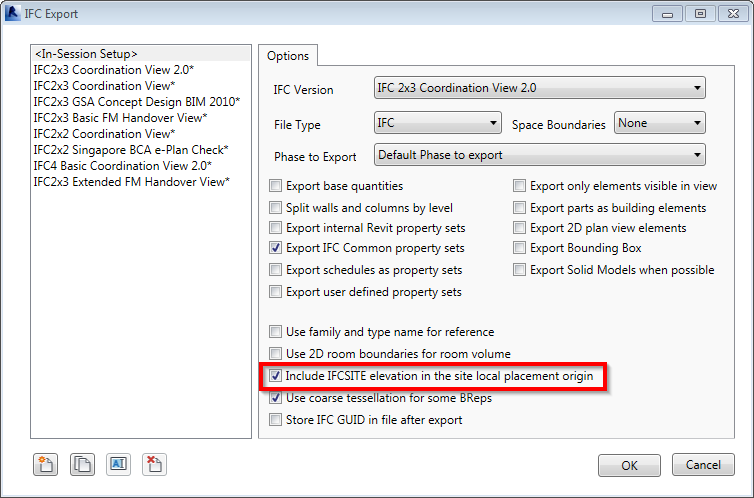 IFC Export
<In-Session Setup>
IFC2x3 Coordination View 2.0*
IFC2x3 Coordination View*
IFC2x3 GSA Concept Design BIM 2010*
IFC2x3 Basic FM Handover View*
IFC2x2 Coordination View*
IFC2x2 Singapore BCA e-Plan Check*
IFC4 Basic Coordination View 2.0*
IFC2x3 Extended FM Handover View*
Options
IFC Version
IFC 2x3 Coordination View 2.0
File Type
IFC
Space Boundaries
None
Phase to Export
Default Phase to export
Export base quantities
Split walls and columns by level
Export internal Revit property sets
Export IFC Common property sets
Export schedules as property sets
Export user defined property sets
Export only elements visible in view
Export parts as building elements
Export 2D plan view elements
Export Bounding Box
Export Solid Models when possible
Use family and type name for reference
Use 2D room boundaries for room volume
Include IFCSITE elevation in the site local placement origin
Use coarse tessellation for some BReps
Store IFC GUID in file after export
AI
OK
Cancel